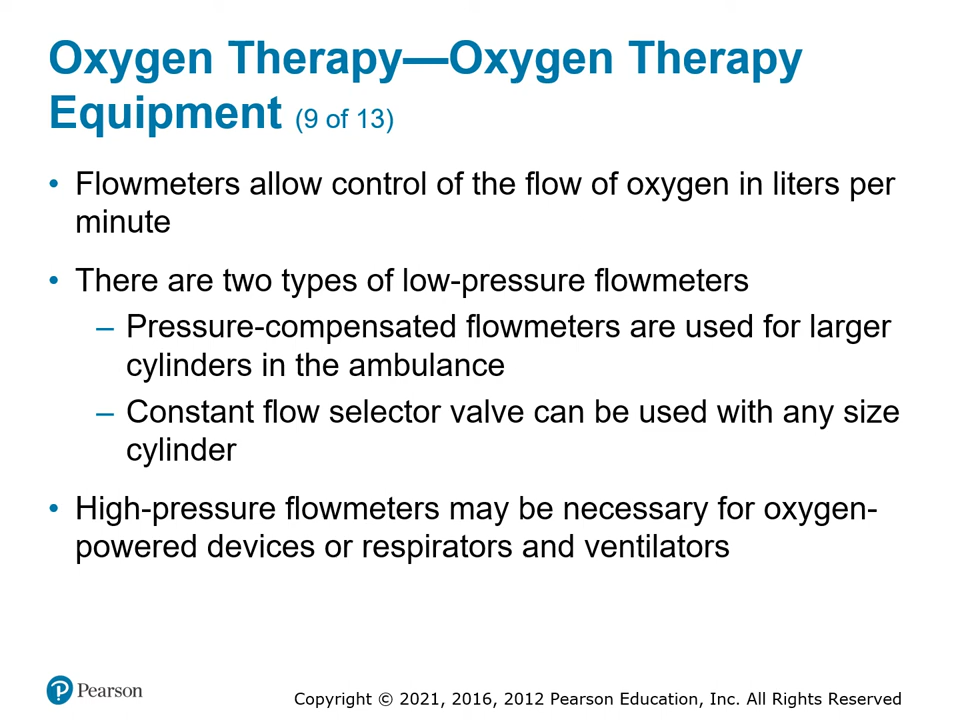 Oxygen Therapy—Oxygen Therapy
Equipment (9 of 13)
• Flowmeters allow control of the flow of oxygen in liters per
minute
• There are two types of low-pressure flowmeters
– Pressure-compensated flowmeters are used for larger
cylinders in the ambulance
– Constant flow selector valve can be used with any size
cylinder
• High-pressure flowmeters may be necessary for oxygen-
powered devices or respirators and ventilators
Pearson
Copyright © 2021, 2016, 2012 Pearson Education, Inc. All Rights Reserved